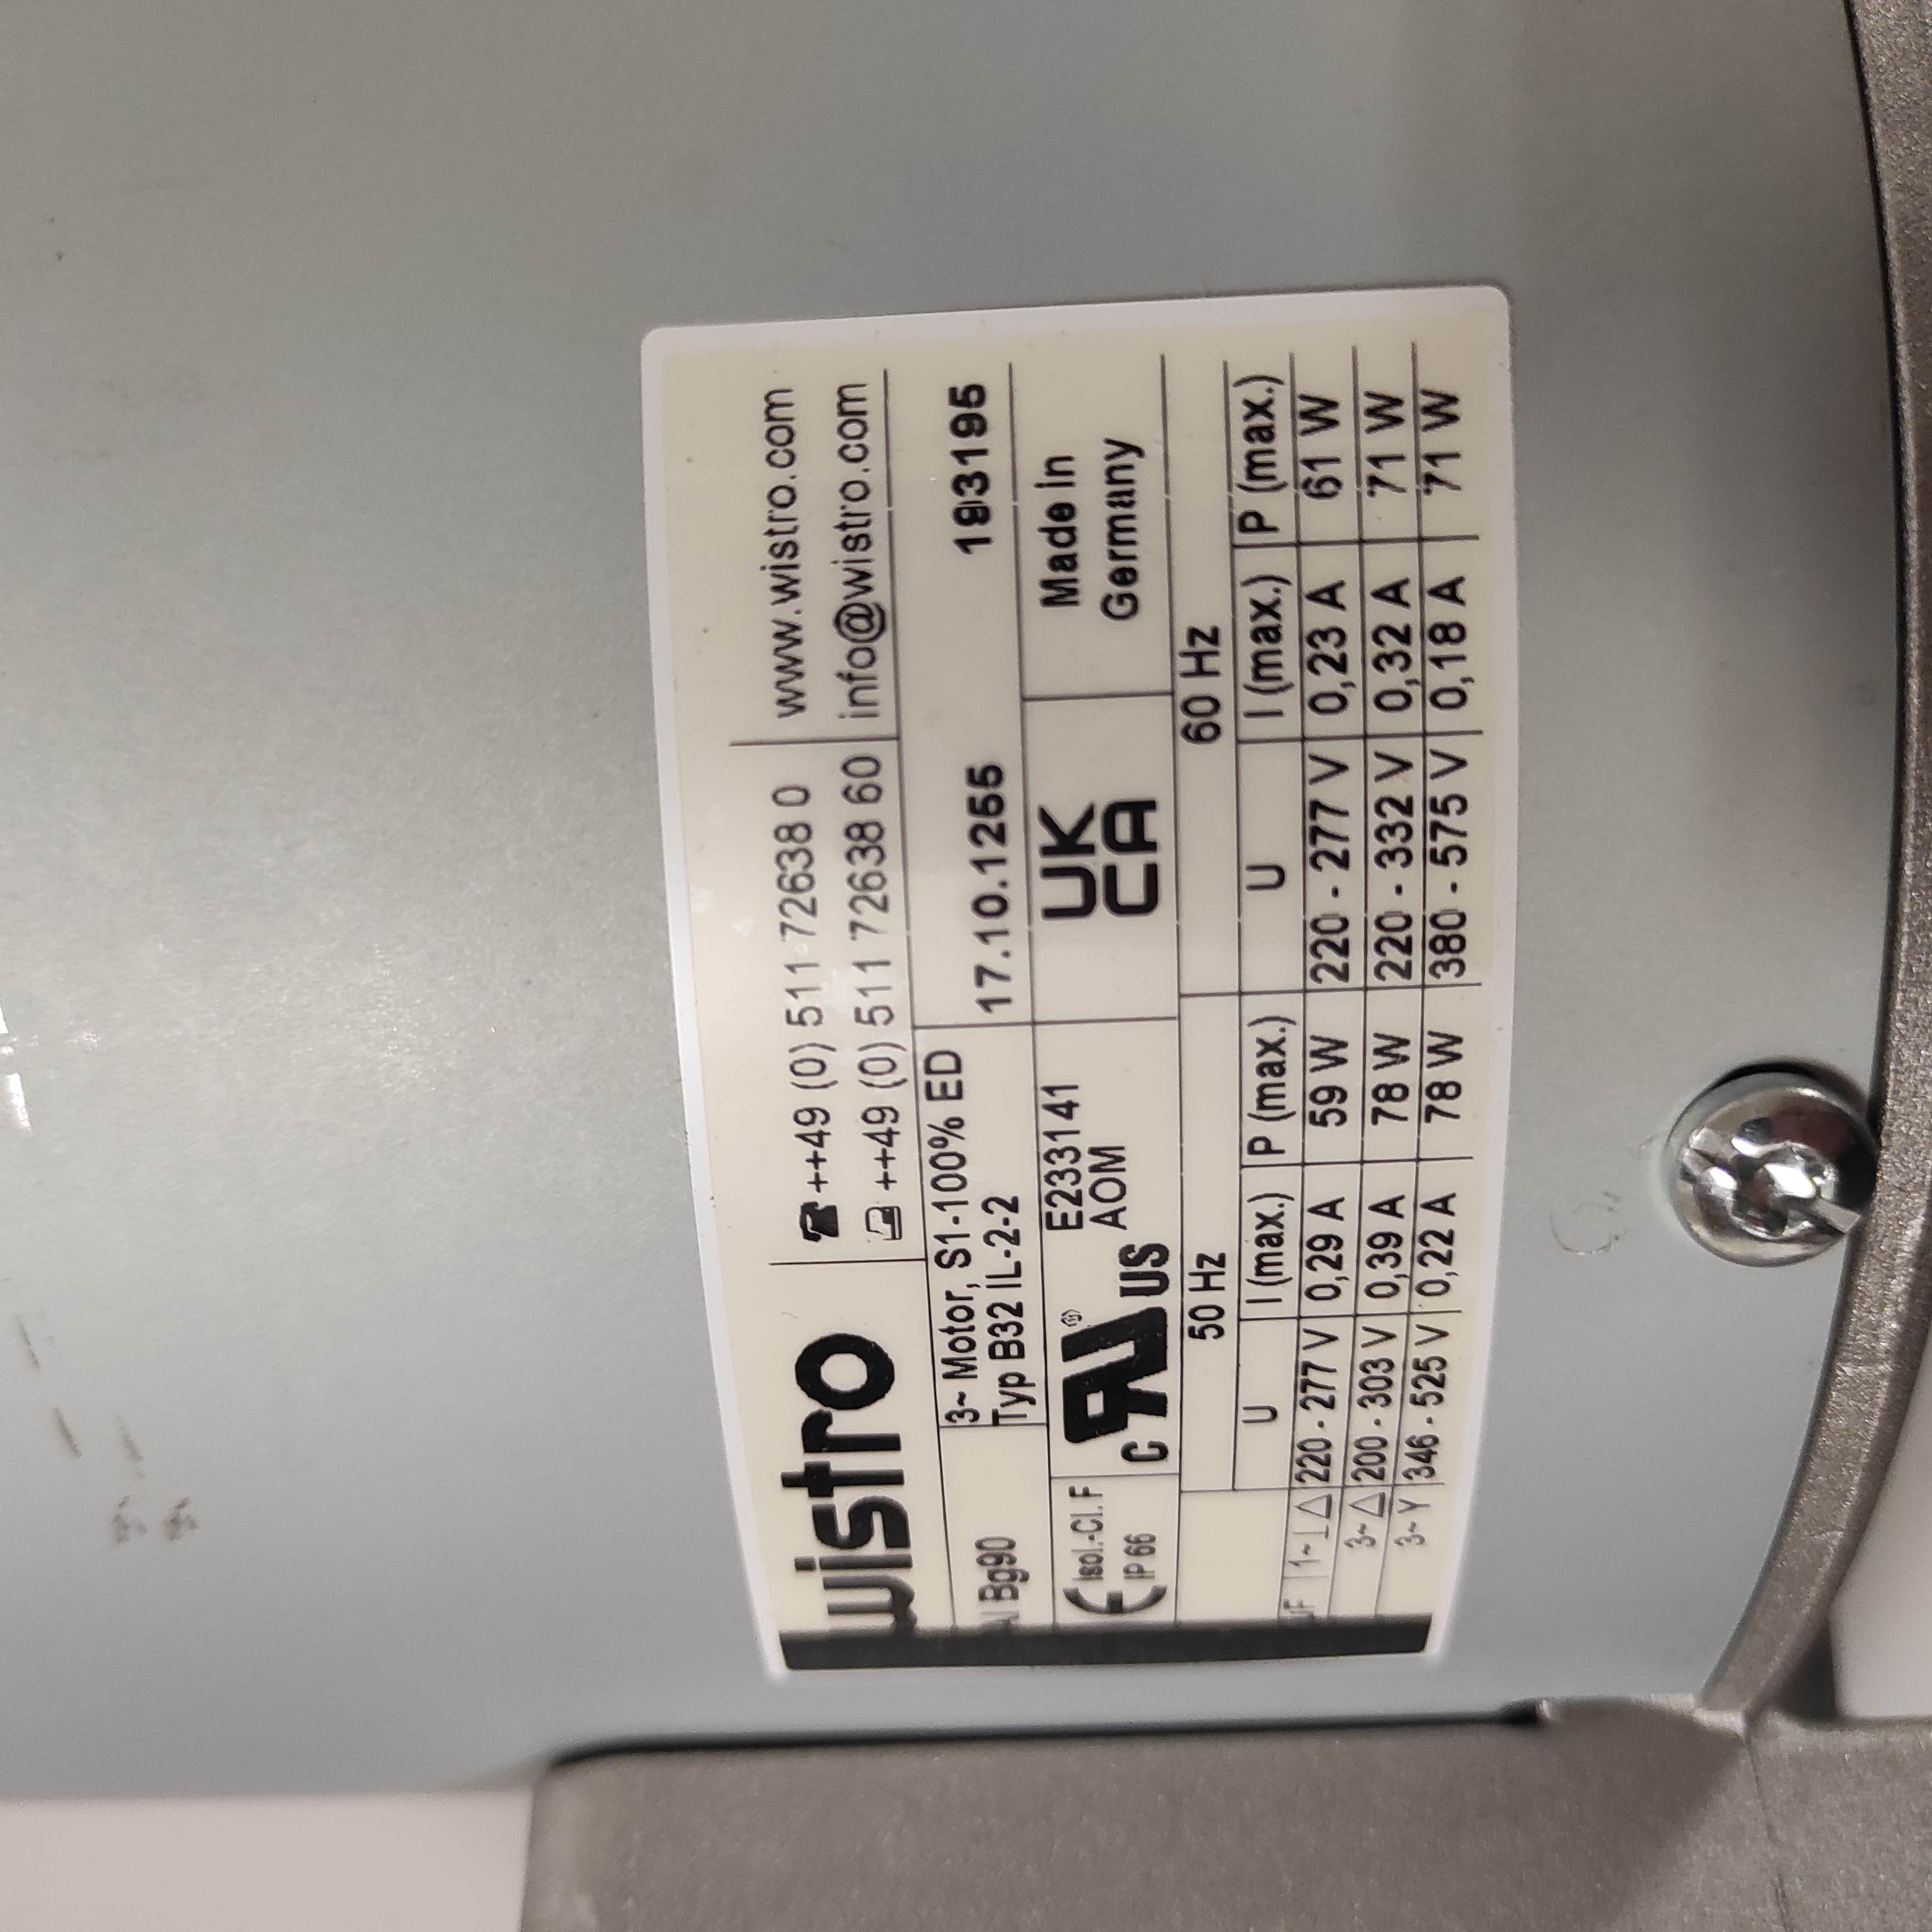 wistro
☎++49 (0) 511 72638 0
++49 (0) 511 72638 60
www.wistro.com
info@wistro.com
Bg90
3~ Motor, S1-100% ED
Typ B32 IL-2-2
17.10.1255 193195
CE Isol.-Cl. F
IP 66
c RU ® US E233141
AOM
UK
CA
Made in
Germany
50 Hz 60 Hz
U I (max.) P (max.) U I (max.) P (max.)
1~ ⊥ △ 220 - 277 V 0,29 A 59 W 220 - 277 V 0,23 A 61 W
3~ △ 200 - 303 V 0,39 A 78 W 220 - 332 V 0,32 A 71 W
3~ Y 346 - 525 V 0,22 A 78 W 380 - 575 V 0,18 A 71 W